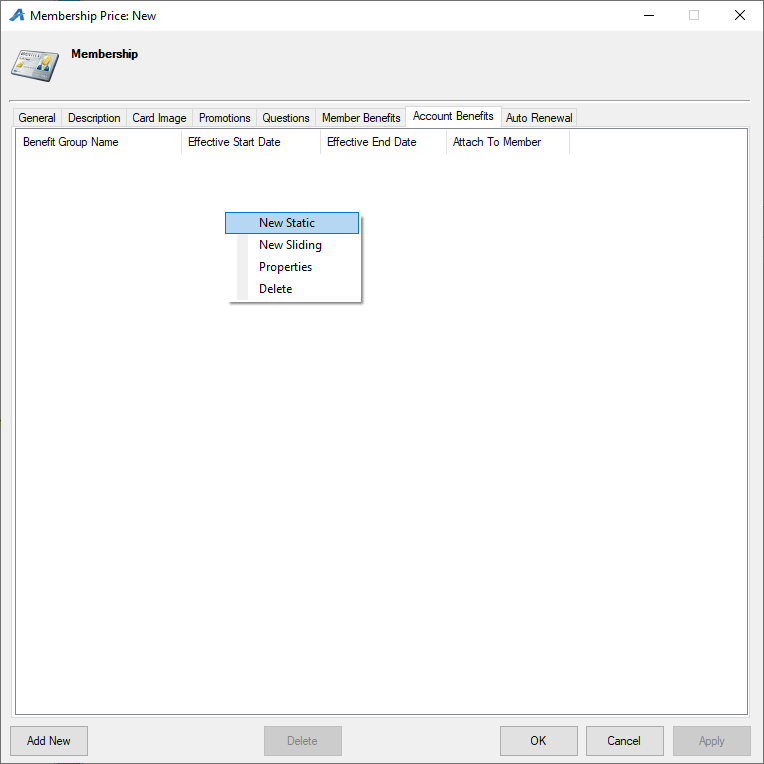 Membership Price: New
Membership
General Description Card Image Promotions Questions Member Benefits Account Benefits Auto Renewal
Benefit Group Name Effective Start Date Effective End Date Attach To Member
New Static
New Sliding
Properties
Delete
Add New Delete OK Cancel Apply